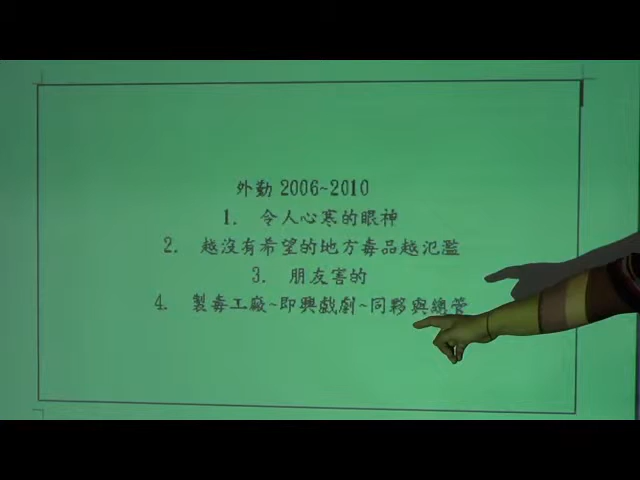 外勤 2006~2010
1. 令人心寒的眼神
2. 越沒有希望的地方毒品越氾濫
3. 朋友害的
4. 製毒工廠~即興戲劇~同夥與總管